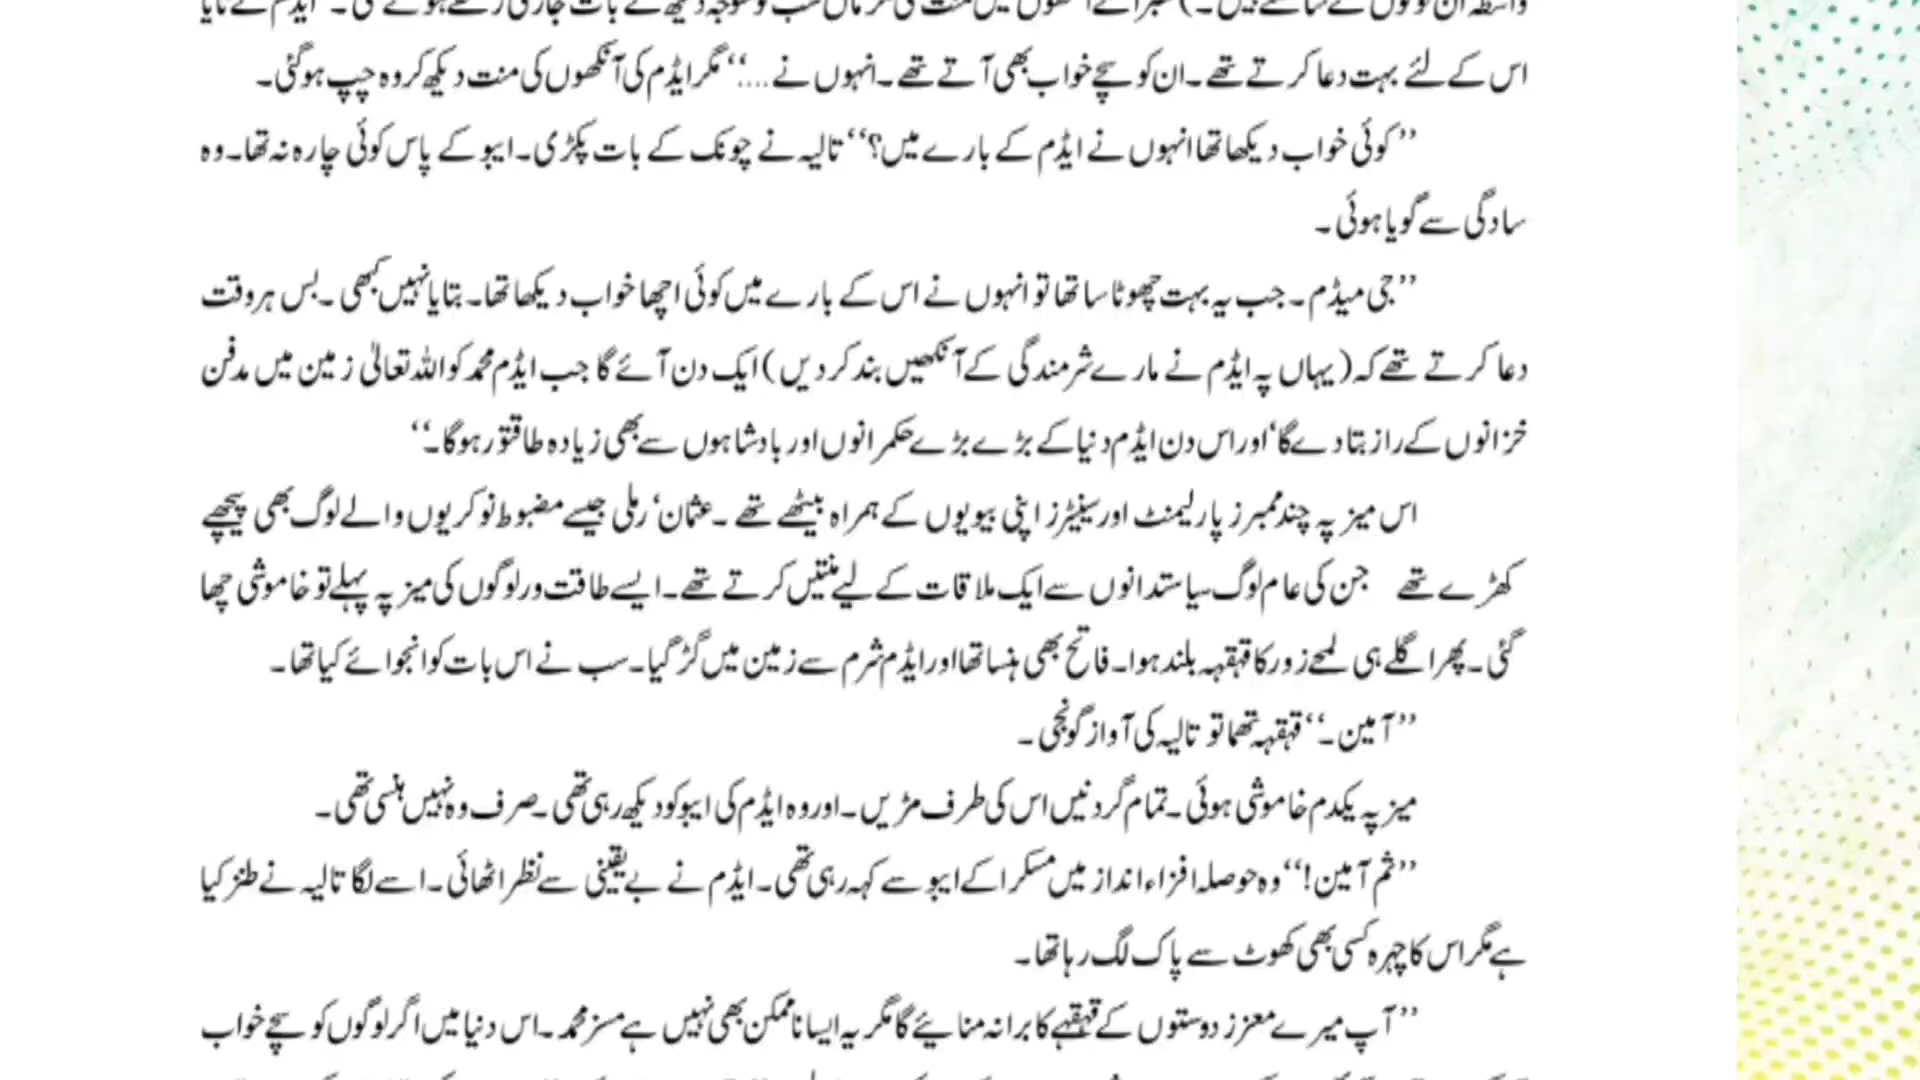 اس کے لئے بہت دعا کرتے تھے۔ ان کو سچے خواب بھی آتے تھے۔ انہوں نے ....‘‘ مگر ایڈم کی آنکھوں کی منت دیکھ کر وہ چپ ہوگئی۔
’’کوئی خواب دیکھا تھا انہوں نے ایڈم کے بارے میں؟‘‘ تالیہ نے چونک کے بات پکڑی۔ ایبو کے پاس کوئی چارہ نہ تھا۔ وہ
سادگی سے گویا ہوئی۔
’’جی میڈم۔ جب یہ بہت چھوٹا سا تھا تو انہوں نے اس کے بارے میں کوئی اچھا خواب دیکھا تھا۔ بتایا نہیں کبھی۔ بس ہر وقت
دعا کرتے تھے کہ (یہاں پہ ایڈم نے مارے شرمندگی کے آنکھیں بند کر دیں) ایک دن آئے گا جب ایڈم محمد کو اللہ تعالیٰ زمین میں مدفن
خزانوں کے راز بتا دے گا‘ اور اس دن ایڈم دنیا کے بڑے بڑے حکمرانوں اور بادشاہوں سے بھی زیادہ طاقتور ہوگا۔‘‘
اس میز پہ چند ممبرز پارلیمنٹ اور سینیٹرز اپنی بیویوں کے ہمراہ بیٹھے تھے۔ عثمان‘ رملی جیسے مضبوط نوکریوں والے لوگ بھی پیچھے
کھڑے تھے جن کی عام لوگ سیاستدانوں سے ایک ملاقات کے لیے منتیں کرتے تھے۔ ایسے طاقت ور لوگوں کی میز پہ پہلے تو خاموشی چھا
گئی۔ پھر اگلے ہی لمحے زور کا قہقہہ بلند ہوا۔ فاتح بھی ہنسا تھا اور ایڈم شرم سے زمین میں گڑ گیا۔ سب نے اس بات کو انجوائے کیا تھا۔
’’آمین۔‘‘ قہقہہ تھما تو تالیہ کی آواز گونجی۔
میز پہ یکدم خاموشی ہوئی۔ تمام گردنیں اس کی طرف مڑیں۔ اور وہ ایڈم کی ایبو کو دیکھ رہی تھی۔ صرف وہ نہیں ہنسی تھی۔
’’ثم آمین!‘‘ وہ حوصلہ افزاء انداز میں مسکرا کے ایبو سے کہہ رہی تھی۔ ایڈم نے بے یقینی سے نظر اٹھائی۔ اسے لگا تالیہ نے طنز کیا
ہے مگر اس کا چہرہ کسی بھی کھوٹ سے پاک لگ رہا تھا۔
’’آپ میرے معزز دوستوں کے قہقہے کا برا نہ منائیے گا مگر یہ ایسا ناممکن بھی نہیں ہے مسز محمد۔ اس دنیا میں اگر لوگوں کو سچے خواب